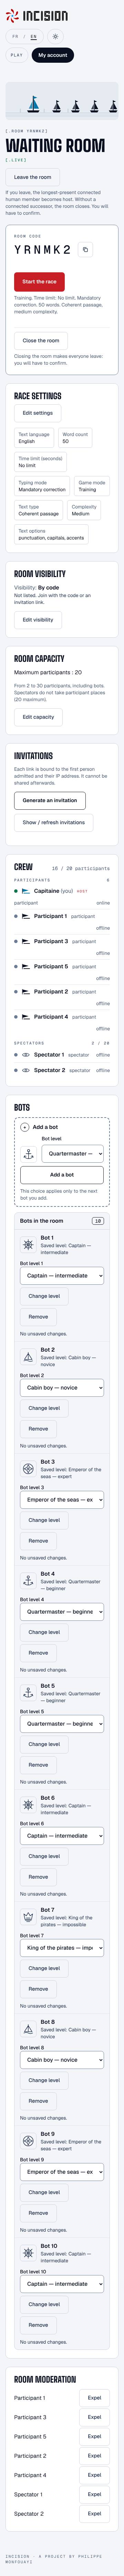 INCISION
FR / EN
PLAY
My account
[.ROOM YRNMK2]
WAITING ROOM
[.LIVE]
Leave the room
If you leave, the longest-present connected
human member becomes host. Without a
connected successor, the room closes. You are
not a clone.
ROOM CODE
YRNMK2
Start the race
Training. Time limit: No limit. Mandatory
correction, 50 words. Coherent passage,
medium complexity.
Close the room
Closing the room makes everyone leave:
you will have to confirm.
RACE SETTINGS
Edit settings
Text language
English
Word count
50
Time limit (seconds)
No limit
Typing mode
Mandatory correction
Game mode
Training
Text type
Coherent passage
Complexity
Medium
Text options
punctuation, capitals, accents
ROOM VISIBILITY
Visibility: By code
Not listed. Join with the code or an
invitation link.
Edit visibility
ROOM CAPACITY
Maximum participants : 20
From 2 to 30 participants, including bots.
Spectators do not take participant places
(20 maximum).
Edit capacity
INVITATIONS
Each link is bound to the first person
admitted and their IP address. It cannot be
shared afterwards.
Generate an invitation
Show / refresh invitations
CREW
16 / 20 participants
PARTICIPANTS 6
Capitaine (you) HOST
participant online
Participant 1 participant
offline
Participant 3 participant
offline
Participant 5 participant
offline
Participant 2 participant
offline
Participant 4 participant
offline
SPECTATORS 2 / 20
Spectator 1 spectator offline
Spectator 2 spectator offline
BOTS
Add a bot
Bot level
Quartermaster —
Add a bot
This choice applies only to the next
bot you add.
Bots in the room 10
Bot 1
Saved level: Captain —
intermediate
Bot level 1
Captain — intermediate
Change level
Remove
No unsaved changes.
Bot 2
Saved level: Cabin boy —
novice
Bot level 2
Cabin boy — novice
Change level
Remove
No unsaved changes.
Bot 3
Saved level: Emperor of the
seas — expert
Bot level 3
Emperor of the seas — ex
Change level
Remove
No unsaved changes.
Bot 4
Saved level: Quartermaster
— beginner
Bot level 4
Quartermaster — beginne
Change level
Remove
No unsaved changes.
Bot 5
Saved level: Quartermaster
— beginner
Bot level 5
Quartermaster — beginne
Change level
Remove
No unsaved changes.
Bot 6
Saved level: Captain —
intermediate
Bot level 6
Captain — intermediate
Change level
Remove
No unsaved changes.
Bot 7
Saved level: King of the
pirates — impossible
Bot level 7
King of the pirates — imp
Change level
Remove
No unsaved changes.
Bot 8
Saved level: Cabin boy —
novice
Bot level 8
Cabin boy — novice
Change level
Remove
No unsaved changes.
Bot 9
Saved level: Emperor of the
seas — expert
Bot level 9
Emperor of the seas — ex
Change level
Remove
No unsaved changes.
Bot 10
Saved level: Captain —
intermediate
Bot level 10
Captain — intermediate
Change level
Remove
No unsaved changes.
ROOM MODERATION
Participant 1 Expel
Participant 3 Expel
Participant 5 Expel
Participant 2 Expel
Participant 4 Expel
Spectator 1 Expel
Spectator 2 Expel
INCISION · A PROJECT BY PHILIPPE